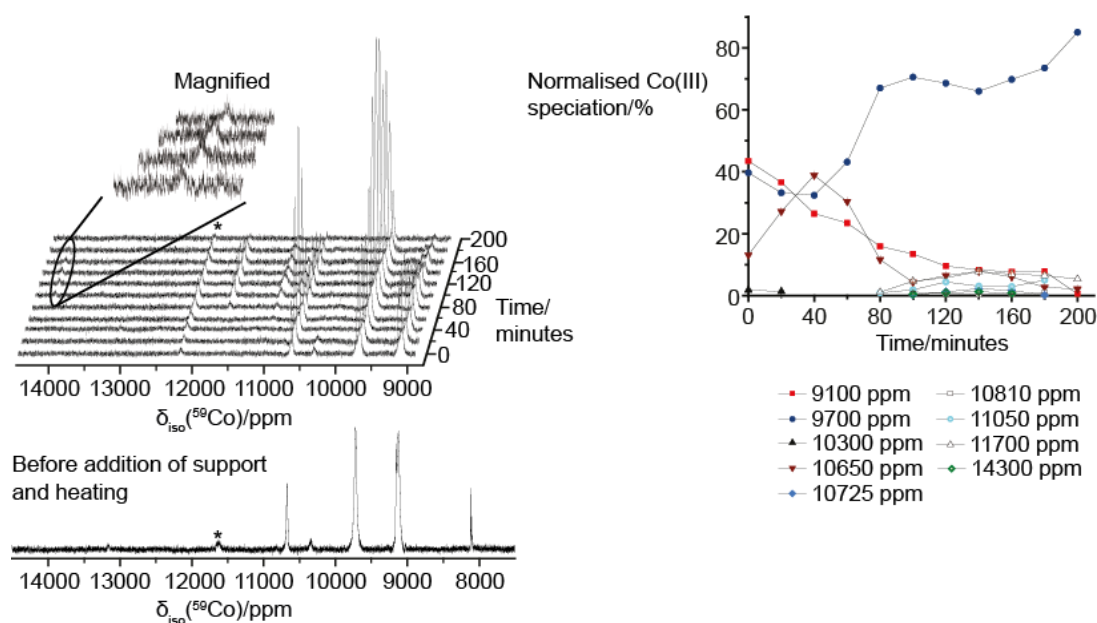 Magnified
*
200
160
120
80
40
0
Time/
minutes
14000 13000 12000 11000 10000 9000
δiso(⁵⁹Co)/ppm
Before addition of support
and heating
*
14000 13000 12000 11000 10000 9000 8000
δiso(⁵⁹Co)/ppm
Normalised Co(III)
speciation/%
80
60
40
20
0
0 40 80 120 160 200
Time/minutes
9100 ppm
9700 ppm
10300 ppm
10650 ppm
10725 ppm
10810 ppm
11050 ppm
11700 ppm
14300 ppm